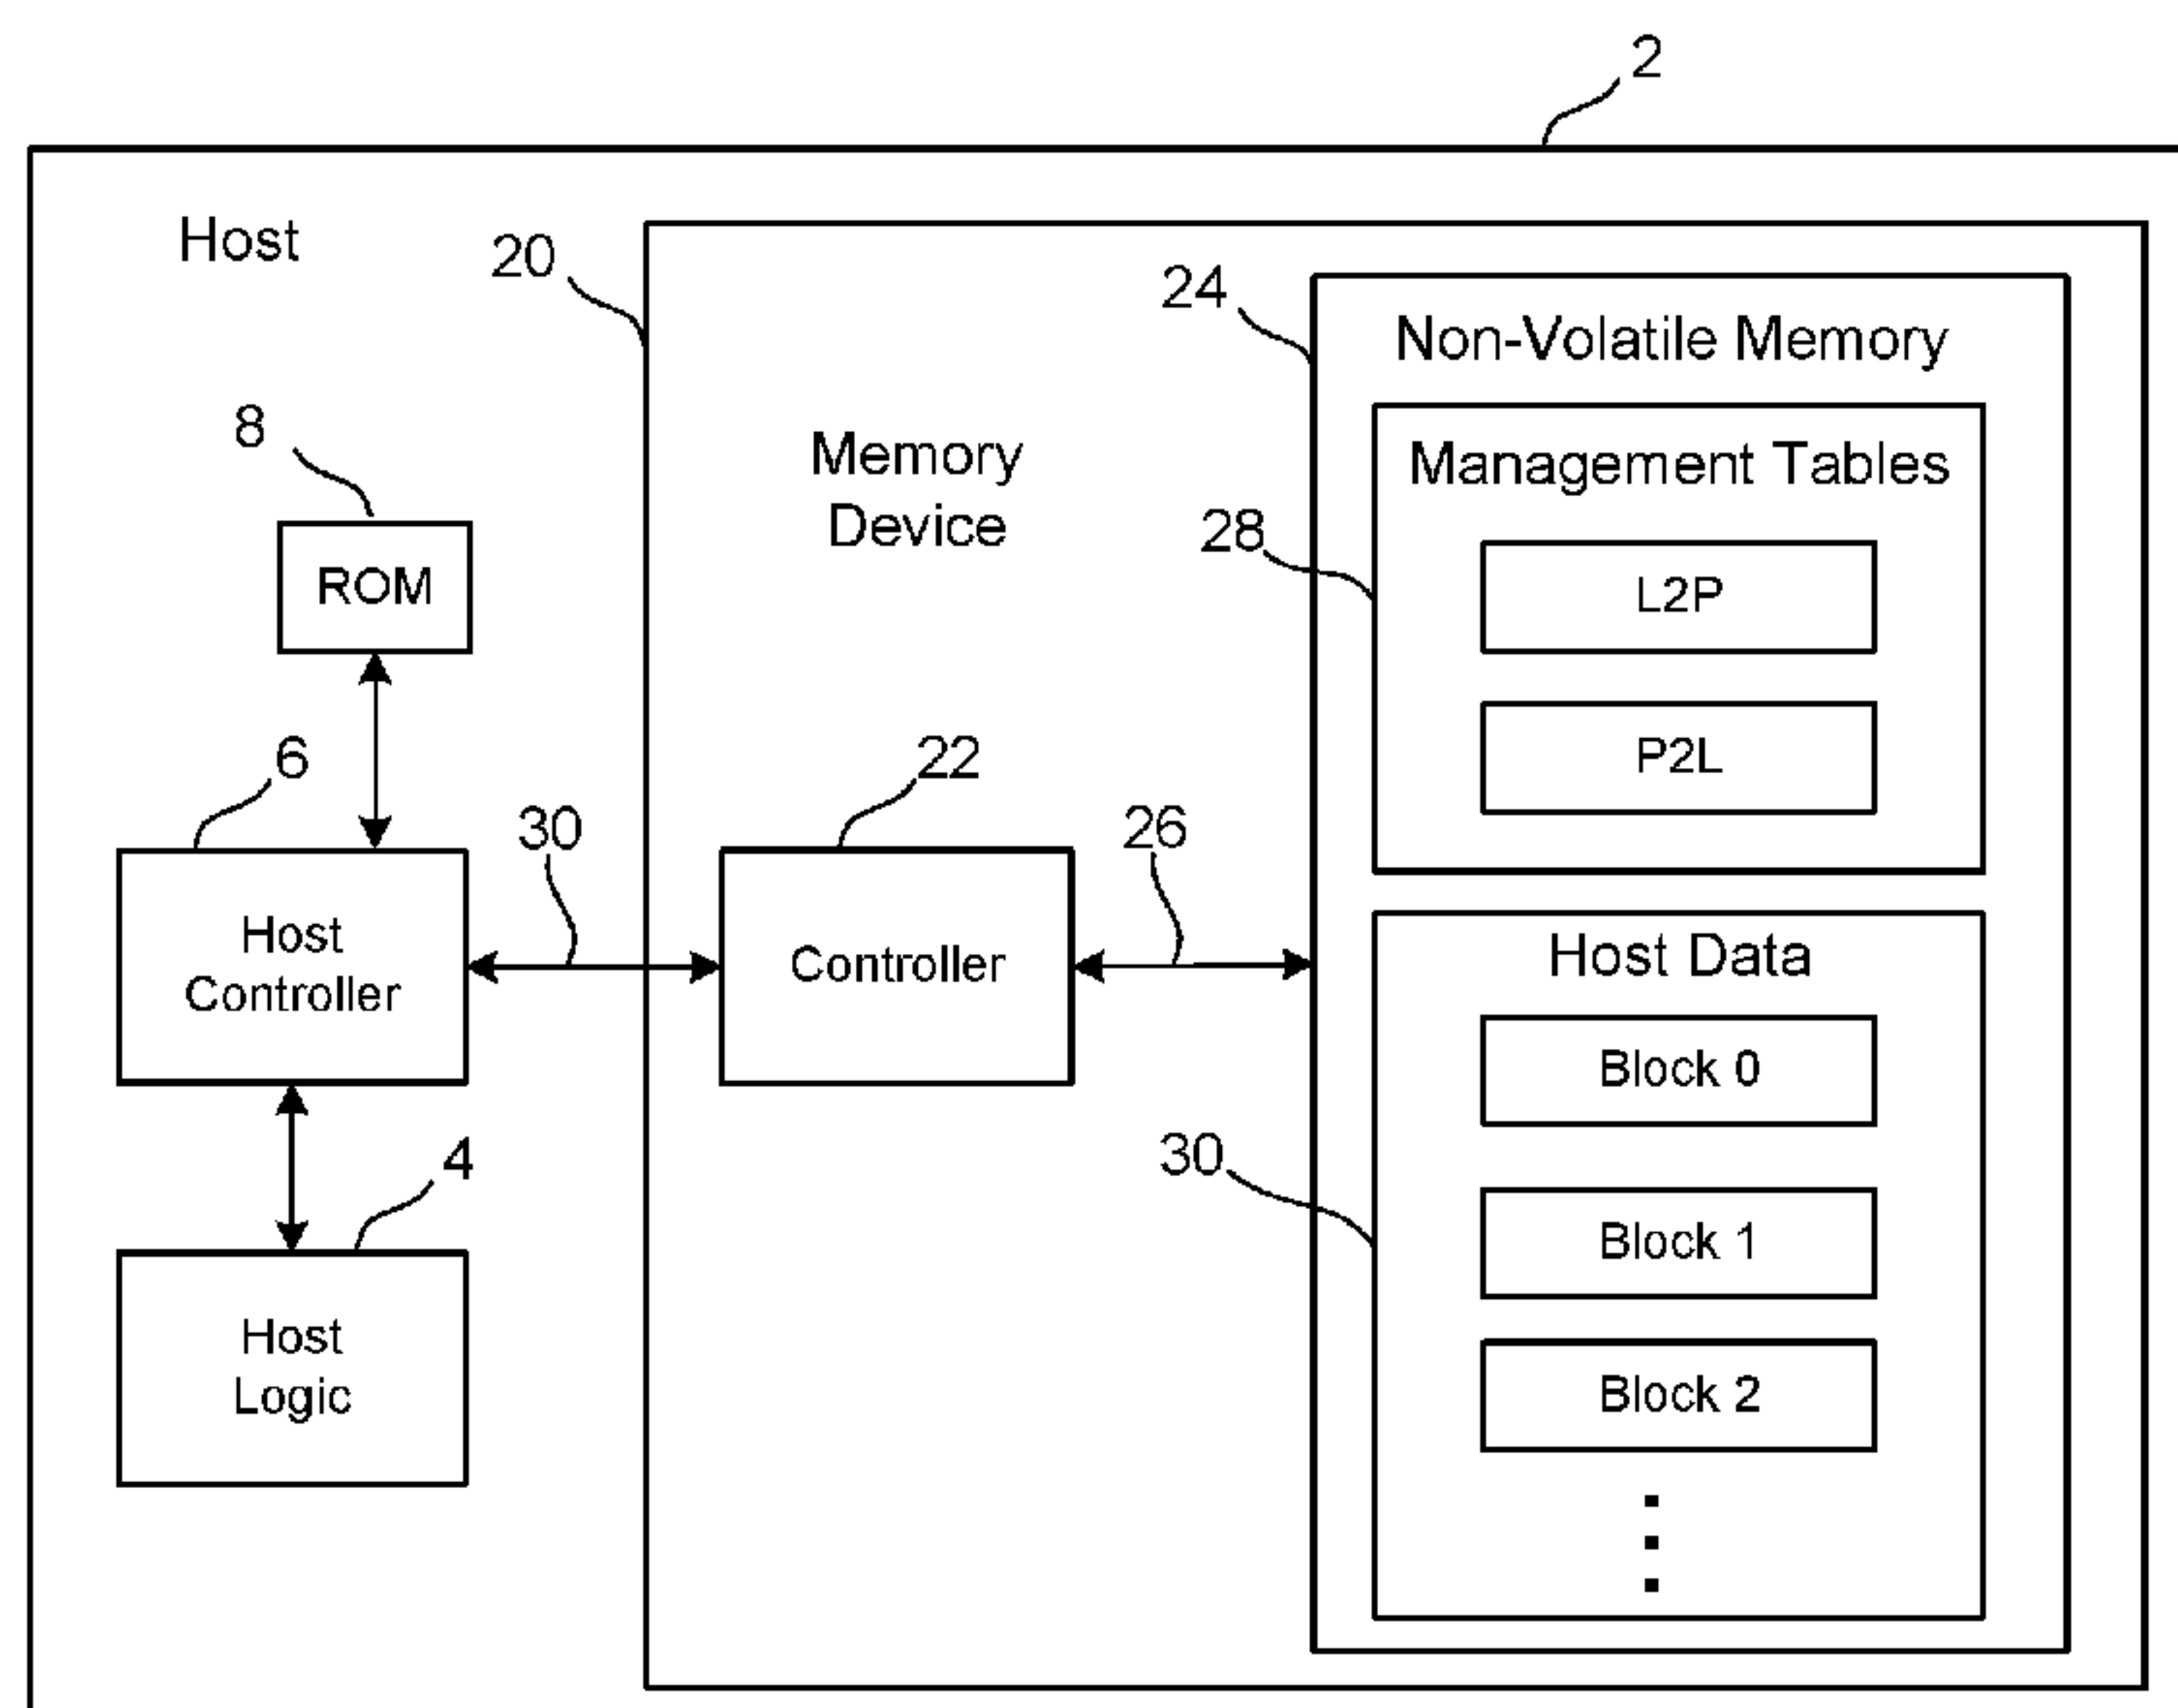 2
Host
20
24
Non-Volatile Memory
8
Memory
Device
Management Tables
28
ROM
L2P
P2L
6
30
22
26
Host
Controller
Controller
Host Data
Block 0
4
30
Block 1
Host
Logic
Block 2